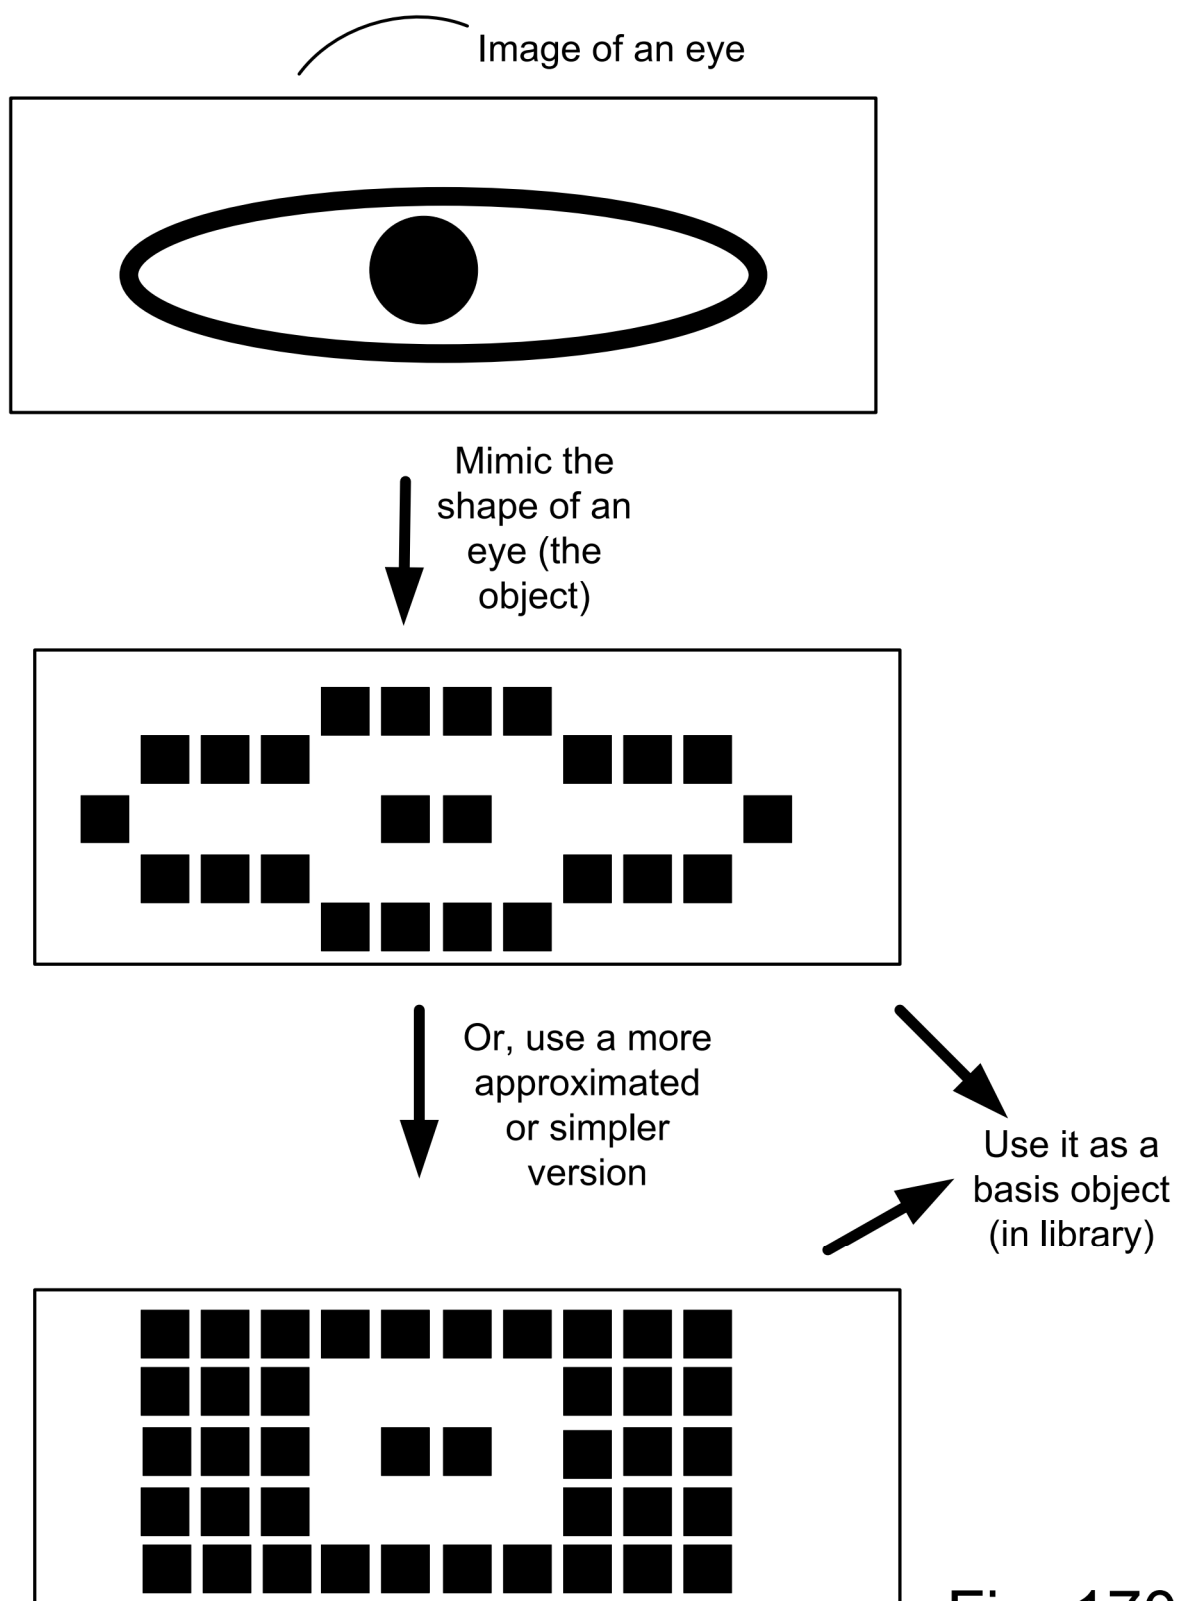 Image of an eye
Mimic the
shape of an
eye (the
object)
Or, use a more
approximated
or simpler
version
Use it as a
basis object
(in library)